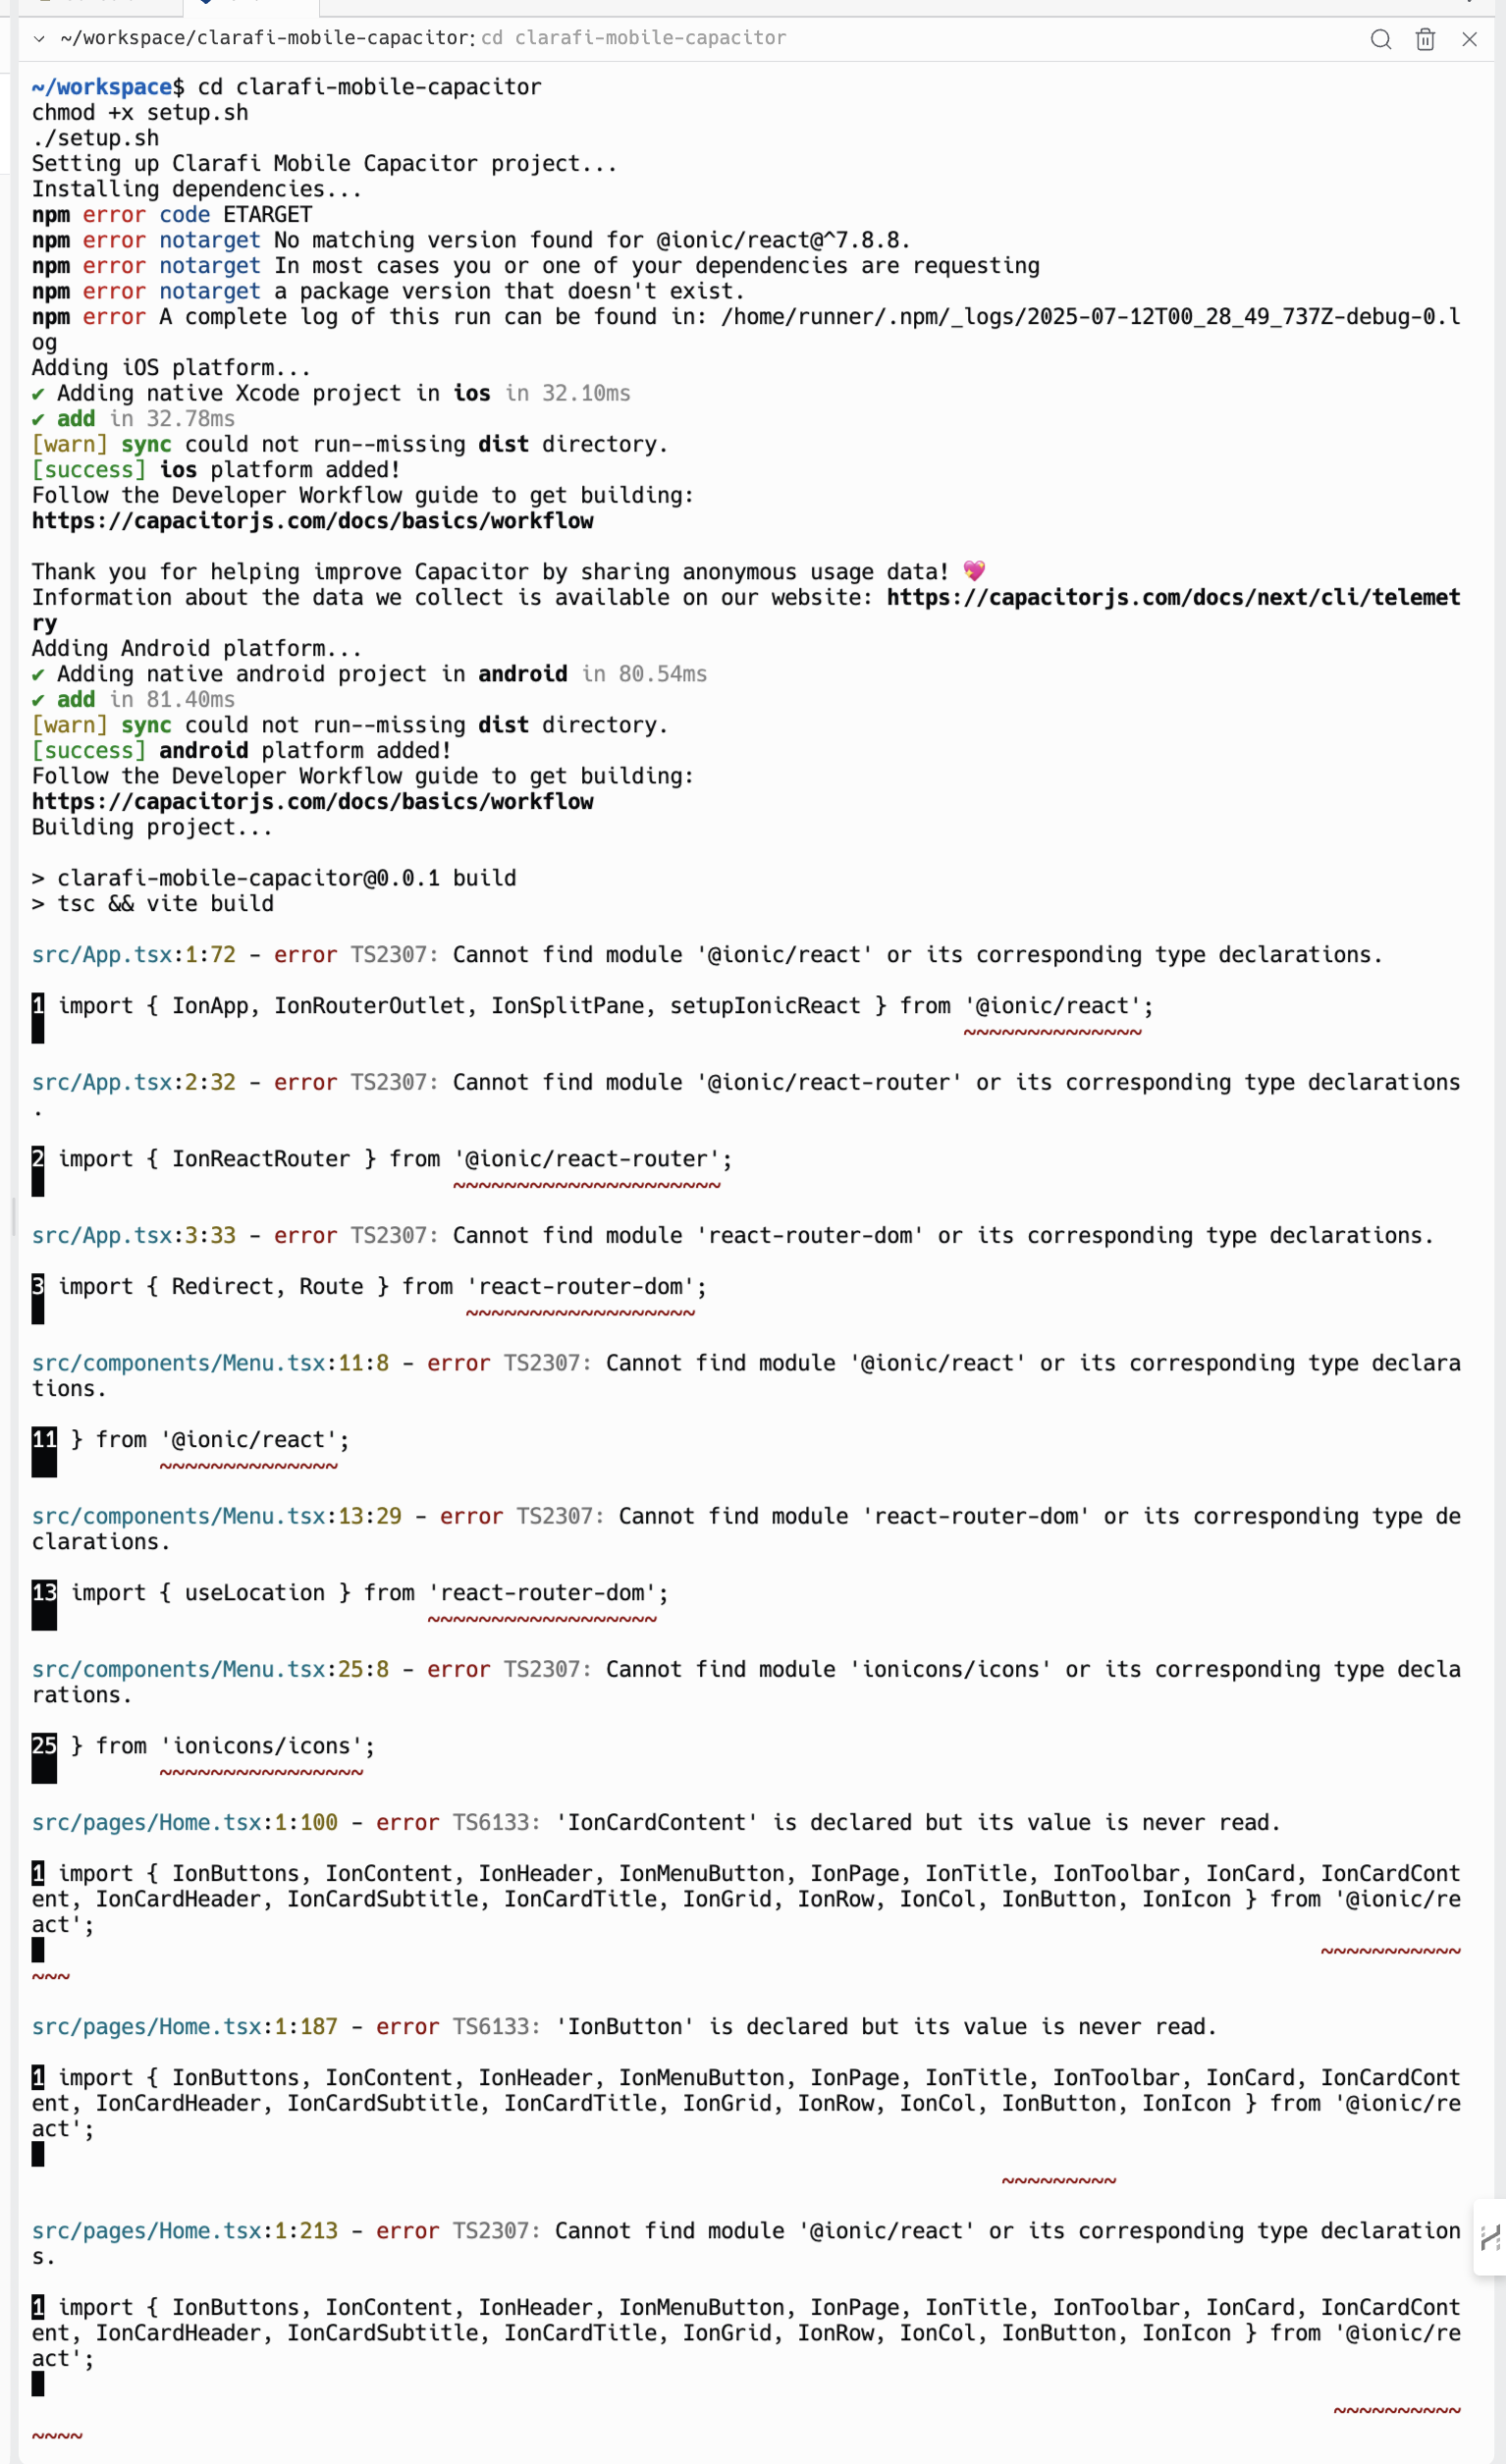 ~/workspace/clarafi-mobile-capacitor: cd clarafi-mobile-capacitor
~/workspace$ cd clarafi-mobile-capacitor
chmod +x setup.sh
./setup.sh
Setting up Clarafi Mobile Capacitor project...
Installing dependencies...
npm error code ETARGET
npm error notarget No matching version found for @ionic/react@^7.8.8.
npm error notarget In most cases you or one of your dependencies are requesting
npm error notarget a package version that doesn't exist.
npm error A complete log of this run can be found in: /home/runner/.npm/_logs/2025-07-12T00_28_49_737Z-debug-0.l
og
Adding iOS platform...
✔ Adding native Xcode project in ios in 32.10ms
✔ add in 32.78ms
[warn] sync could not run--missing dist directory.
[success] ios platform added!
Follow the Developer Workflow guide to get building:
https://capacitorjs.com/docs/basics/workflow
Thank you for helping improve Capacitor by sharing anonymous usage data! 💖
Information about the data we collect is available on our website: https://capacitorjs.com/docs/next/cli/telemet
ry
Adding Android platform...
✔ Adding native android project in android in 80.54ms
✔ add in 81.40ms
[warn] sync could not run--missing dist directory.
[success] android platform added!
Follow the Developer Workflow guide to get building:
https://capacitorjs.com/docs/basics/workflow
Building project...
> clarafi-mobile-capacitor@0.0.1 build
> tsc && vite build
src/App.tsx:1:72 - error TS2307: Cannot find module '@ionic/react' or its corresponding type declarations.
1 import { IonApp, IonRouterOutlet, IonSplitPane, setupIonicReact } from '@ionic/react';
~~~~~~~~~~~~~~
src/App.tsx:2:32 - error TS2307: Cannot find module '@ionic/react-router' or its corresponding type declarations
.
2 import { IonReactRouter } from '@ionic/react-router';
~~~~~~~~~~~~~~~~~~~~~
src/App.tsx:3:33 - error TS2307: Cannot find module 'react-router-dom' or its corresponding type declarations.
3 import { Redirect, Route } from 'react-router-dom';
~~~~~~~~~~~~~~~~~~
src/components/Menu.tsx:11:8 - error TS2307: Cannot find module '@ionic/react' or its corresponding type declara
tions.
11 } from '@ionic/react';
~~~~~~~~~~~~~~
src/components/Menu.tsx:13:29 - error TS2307: Cannot find module 'react-router-dom' or its corresponding type de
clarations.
13 import { useLocation } from 'react-router-dom';
~~~~~~~~~~~~~~~~~~
src/components/Menu.tsx:25:8 - error TS2307: Cannot find module 'ionicons/icons' or its corresponding type decla
rations.
25 } from 'ionicons/icons';
~~~~~~~~~~~~~~~~
src/pages/Home.tsx:1:100 - error TS6133: 'IonCardContent' is declared but its value is never read.
1 import { IonButtons, IonContent, IonHeader, IonMenuButton, IonPage, IonTitle, IonToolbar, IonCard, IonCardCont
ent, IonCardHeader, IonCardSubtitle, IonCardTitle, IonGrid, IonRow, IonCol, IonButton, IonIcon } from '@ionic/re
act';
~~~~~~~~~~~
~~~
src/pages/Home.tsx:1:187 - error TS6133: 'IonButton' is declared but its value is never read.
1 import { IonButtons, IonContent, IonHeader, IonMenuButton, IonPage, IonTitle, IonToolbar, IonCard, IonCardCont
ent, IonCardHeader, IonCardSubtitle, IonCardTitle, IonGrid, IonRow, IonCol, IonButton, IonIcon } from '@ionic/re
act';
~~~~~~~~~
src/pages/Home.tsx:1:213 - error TS2307: Cannot find module '@ionic/react' or its corresponding type declaration
s.
1 import { IonButtons, IonContent, IonHeader, IonMenuButton, IonPage, IonTitle, IonToolbar, IonCard, IonCardCont
ent, IonCardHeader, IonCardSubtitle, IonCardTitle, IonGrid, IonRow, IonCol, IonButton, IonIcon } from '@ionic/re
act';
~~~~~~~~~~
~~~~